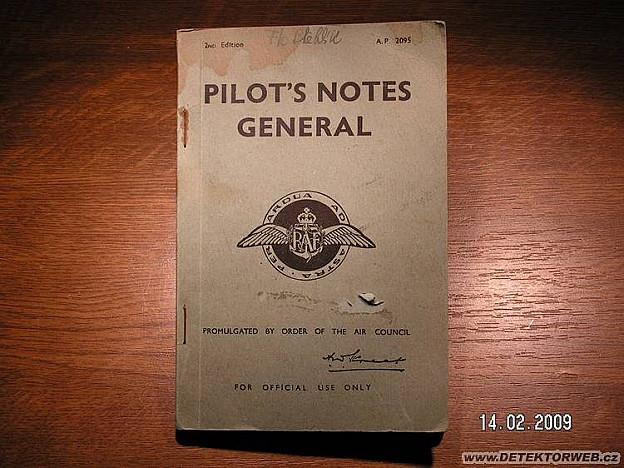 2nd Edition
A.P. 2095
PILOT'S NOTES
GENERAL
PER ARDUA AD ASTRA
RAF
PROMULGATED BY ORDER OF THE AIR COUNCIL
FOR OFFICIAL USE ONLY
14.02.2009
WWW.DETEKTORWEB.CZ